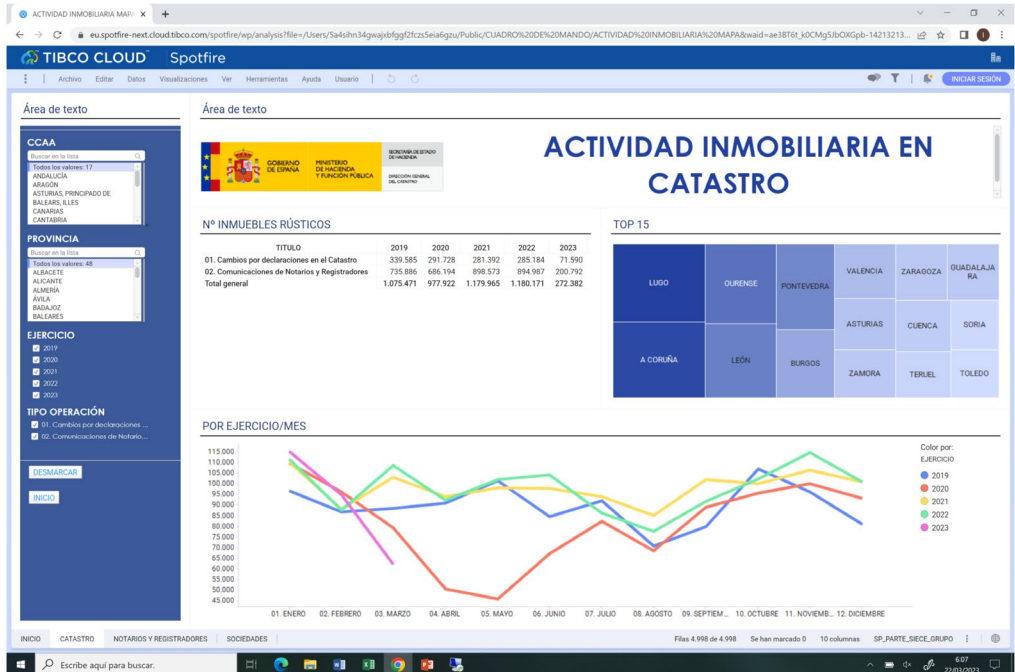 ACTIVIDAD INMOBILIARIA MAPA
eu.spotfire-next.cloud.tibco.com/spotfire/wp/analysis?file=/Users/5a4sihn34gwajxbfggf2fczs5eia6gzu/Public/CUADRO%20DE%20MANDO/ACTIVIDAD%20INMOBILIARIA%20MAPA&waid=ae3BT6t_k0CMg5JbOXGpb-14213213...
TIBCO CLOUD™ Spotfire
Archivo Editar Datos Visualizaciones Ver Herramientas Ayuda Usuario
INICIAR SESIÓN
Área de texto
CCAA
Buscar en la lista
Todos los valores: 17
ANDALUCÍA
ARAGÓN
ASTURIAS, PRINCIPADO DE
BALEARS, ILLES
CANARIAS
CANTABRIA
PROVINCIA
Buscar en la lista
Todos los valores: 48
ALBACETE
ALICANTE
ALMERÍA
ÁVILA
BADAJOZ
BALEARES
EJERCICIO
2019
2020
2021
2022
2023
TIPO OPERACIÓN
01. Cambios por declaraciones ...
02. Comunicaciones de Notario...
DESMARCAR
INICIO
Área de texto
GOBIERNO
DE ESPAÑA
MINISTERIO
DE HACIENDA
Y FUNCIÓN PÚBLICA
SECRETARÍA DE ESTADO
DE HACIENDA
DIRECCIÓN GENERAL
DEL CATASTRO
ACTIVIDAD INMOBILIARIA EN
CATASTRO
Nº INMUEBLES RÚSTICOS
TITULO 2019 2020 2021 2022 2023
01. Cambios por declaraciones en el Catastro 339.585 291.728 281.392 285.184 71.590
02. Comunicaciones de Notarios y Registradores 735.886 686.194 898.573 894.987 200.792
Total general 1.075.471 977.922 1.179.965 1.180.171 272.382
TOP 15
LUGO
A CORUÑA
OURENSE
LEÓN
PONTEVEDRA
BURGOS
VALENCIA
ASTURIAS
ZAMORA
ZARAGOZA
CUENCA
TERUEL
GUADALAJA
RA
SORIA
TOLEDO
POR EJERCICIO/MES
115.000
110.000
105.000
100.000
95.000
90.000
85.000
80.000
75.000
70.000
65.000
60.000
55.000
50.000
45.000
01. ENERO 02. FEBRERO 03. MARZO 04. ABRIL 05. MAYO 06. JUNIO 07. JULIO 08. AGOSTO 09. SEPTIEM... 10. OCTUBRE 11. NOVIEMB... 12. DICIEMBRE
Color por:
EJERCICIO
2019
2020
2021
2022
2023
INICIO CATASTRO NOTARIOS Y REGISTRADORES SOCIEDADES
Filas 4.998 de 4.998 Se han marcado 0 10 columnas SP_PARTE_SIECE_GRUPO
Escribe aquí para buscar.
6:07
22/03/2023